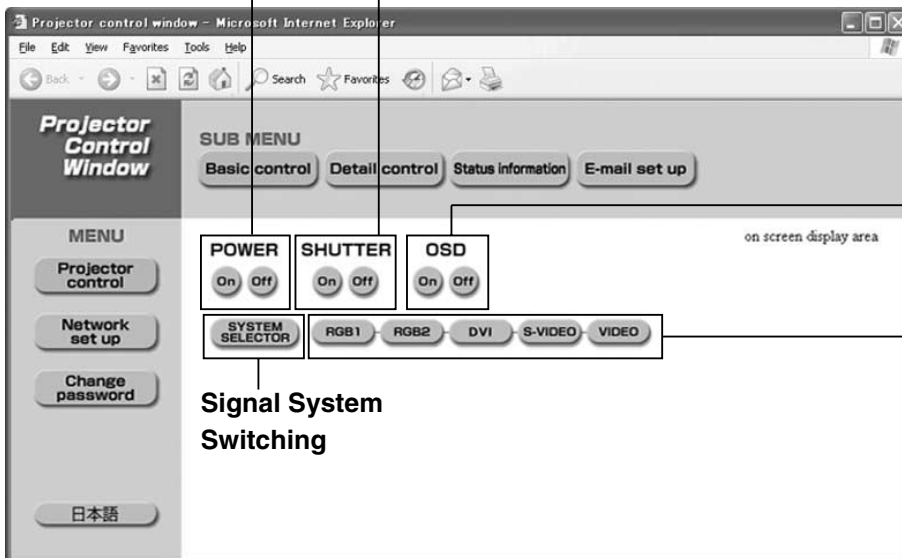 Projector control window - Microsoft Internet Explorer
File Edit View Favorites Tools Help
Back Search Favorites
Projector
Control
Window
SUB MENU
Basic control Detail control Status information E-mail set up
MENU
Projector
control
Network
set up
Change
password
日本語
on screen display area
POWER SHUTTER OSD
On Off On Off On Off
SYSTEM
SELECTOR
RGB1 RGB2 DVI S-VIDEO VIDEO
Signal System
Switching